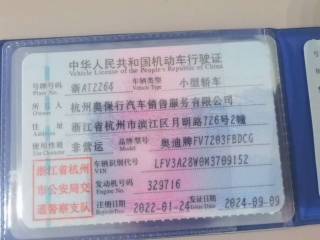 中华人民共和国机动车行驶证
Vehicle License of the People's Republic of China
号牌号码 浙AT2264 车辆类型 小型轿车
Plate No. Vehicle Type
所有人 杭州奥保行汽车销售服务有限公司
Owner
住址 浙江省杭州市滨江区月明路726号2幢
Address
使用性质 非营运 品牌型号 奥迪牌FV7203FBDCG
Use Character Model
浙江省杭州 车辆识别代号 LFV3A28W0M3709152
VIN
市公安局交 发动机号码 329716
Engine No.
通警察支队 注册日期 2022-01-24 发证日期 2024-09-09
Register Date Issue Date